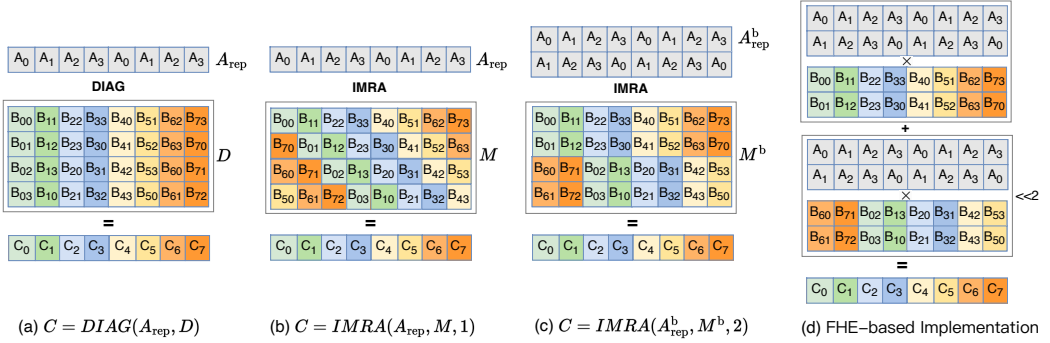 A0 A1 A2 A3 A0 A1 A2 A3 Arep
DIAG
B00 B11 B22 B33 B40 B51 B62 B73
B01 B12 B23 B30 B41 B52 B63 B70
D
B02 B13 B20 B31 B42 B53 B60 B71
B03 B10 B21 B32 B43 B50 B61 B72
=
C0 C1 C2 C3 C4 C5 C6 C7
(a) C = DIAG(Arep, D)
A0 A1 A2 A3 A0 A1 A2 A3 Arep
IMRA
B00 B11 B22 B33 B40 B51 B62 B73
B70 B01 B12 B23 B30 B41 B52 B63
M
B60 B71 B02 B13 B20 B31 B42 B53
B50 B61 B72 B03 B10 B21 B32 B43
=
C0 C1 C2 C3 C4 C5 C6 C7
(b) C = IMRA(Arep, M, 1)
A0 A1 A2 A3 A0 A1 A2 A3
A^b_rep
A1 A2 A3 A0 A1 A2 A3 A0
IMRA
B00 B11 B22 B33 B40 B51 B62 B73
B01 B12 B23 B30 B41 B52 B63 B70
M^b
B60 B71 B02 B13 B20 B31 B42 B53
B61 B72 B03 B10 B21 B32 B43 B50
=
C0 C1 C2 C3 C4 C5 C6 C7
(c) C = IMRA(A^b_rep, M^b, 2)
A0 A1 A2 A3 A0 A1 A2 A3
A1 A2 A3 A0 A1 A2 A3 A0
×
B00 B11 B22 B33 B40 B51 B62 B73
B01 B12 B23 B30 B41 B52 B63 B70
+
A0 A1 A2 A3 A0 A1 A2 A3
A1 A2 A3 A0 A1 A2 A3 A0
× <<2
B60 B71 B02 B13 B20 B31 B42 B53
B61 B72 B03 B10 B21 B32 B43 B50
=
C0 C1 C2 C3 C4 C5 C6 C7
(d) FHE-based Implementation